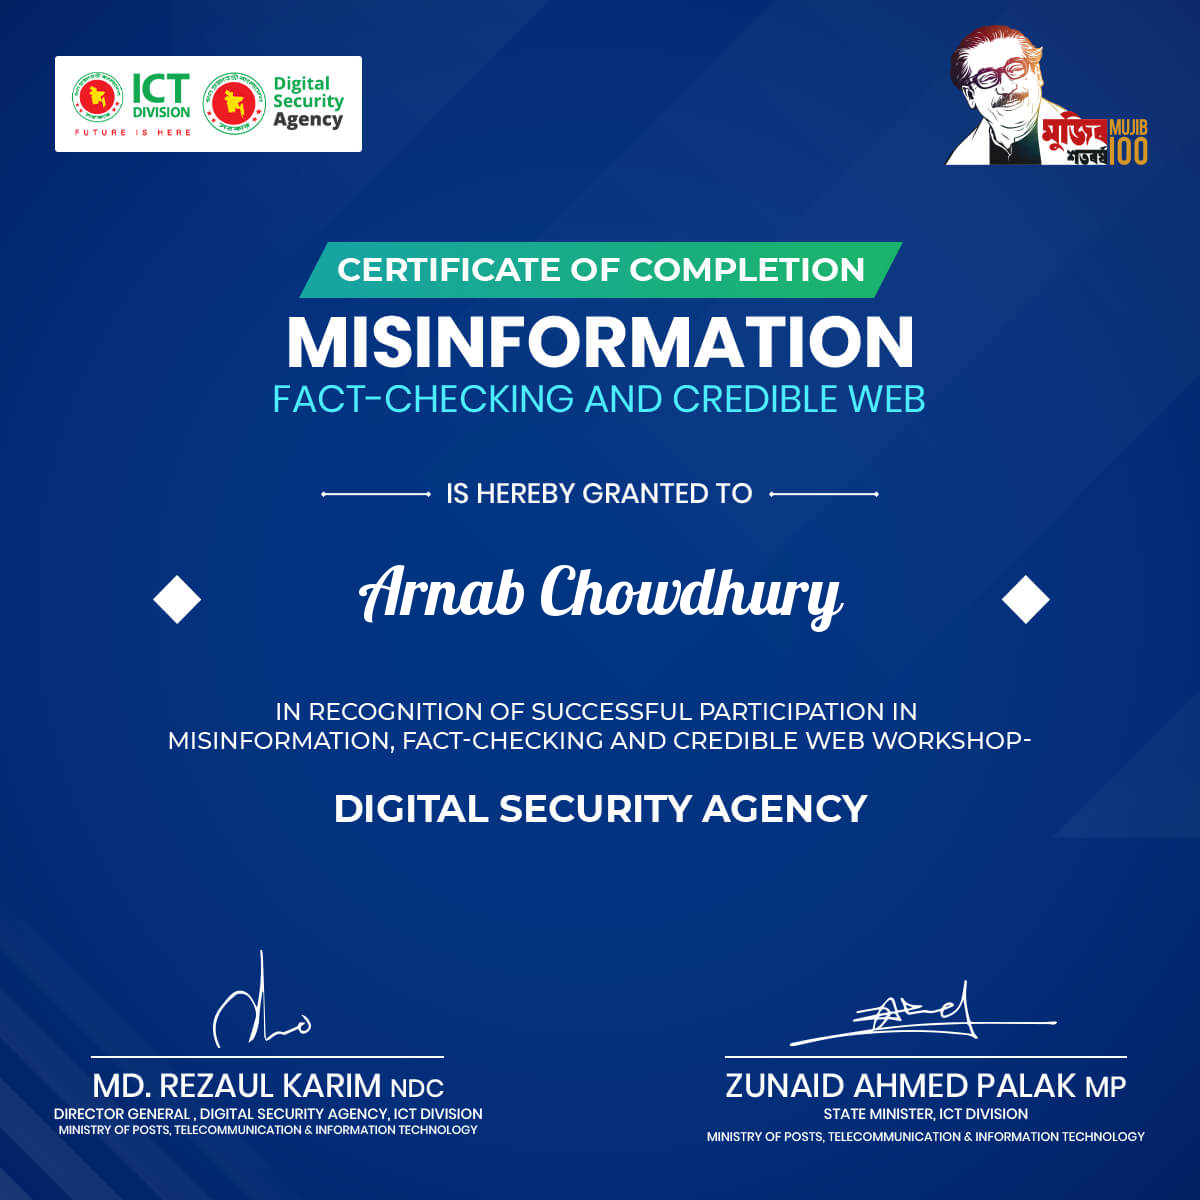 ICT
DIVISION
FUTURE IS HERE
Digital
Security
Agency
মুজিব
শতবর্ষ
MUJIB
100
CERTIFICATE OF COMPLETION
MISINFORMATION
FACT-CHECKING AND CREDIBLE WEB
IS HEREBY GRANTED TO
Arnab Chowdhury
IN RECOGNITION OF SUCCESSFUL PARTICIPATION IN
MISINFORMATION, FACT-CHECKING AND CREDIBLE WEB WORKSHOP-
DIGITAL SECURITY AGENCY
MD. REZAUL KARIM NDC
DIRECTOR GENERAL , DIGITAL SECURITY AGENCY, ICT DIVISION
MINISTRY OF POSTS, TELECOMMUNICATION & INFORMATION TECHNOLOGY
ZUNAID AHMED PALAK MP
STATE MINISTER, ICT DIVISION
MINISTRY OF POSTS, TELECOMMUNICATION & INFORMATION TECHNOLOGY